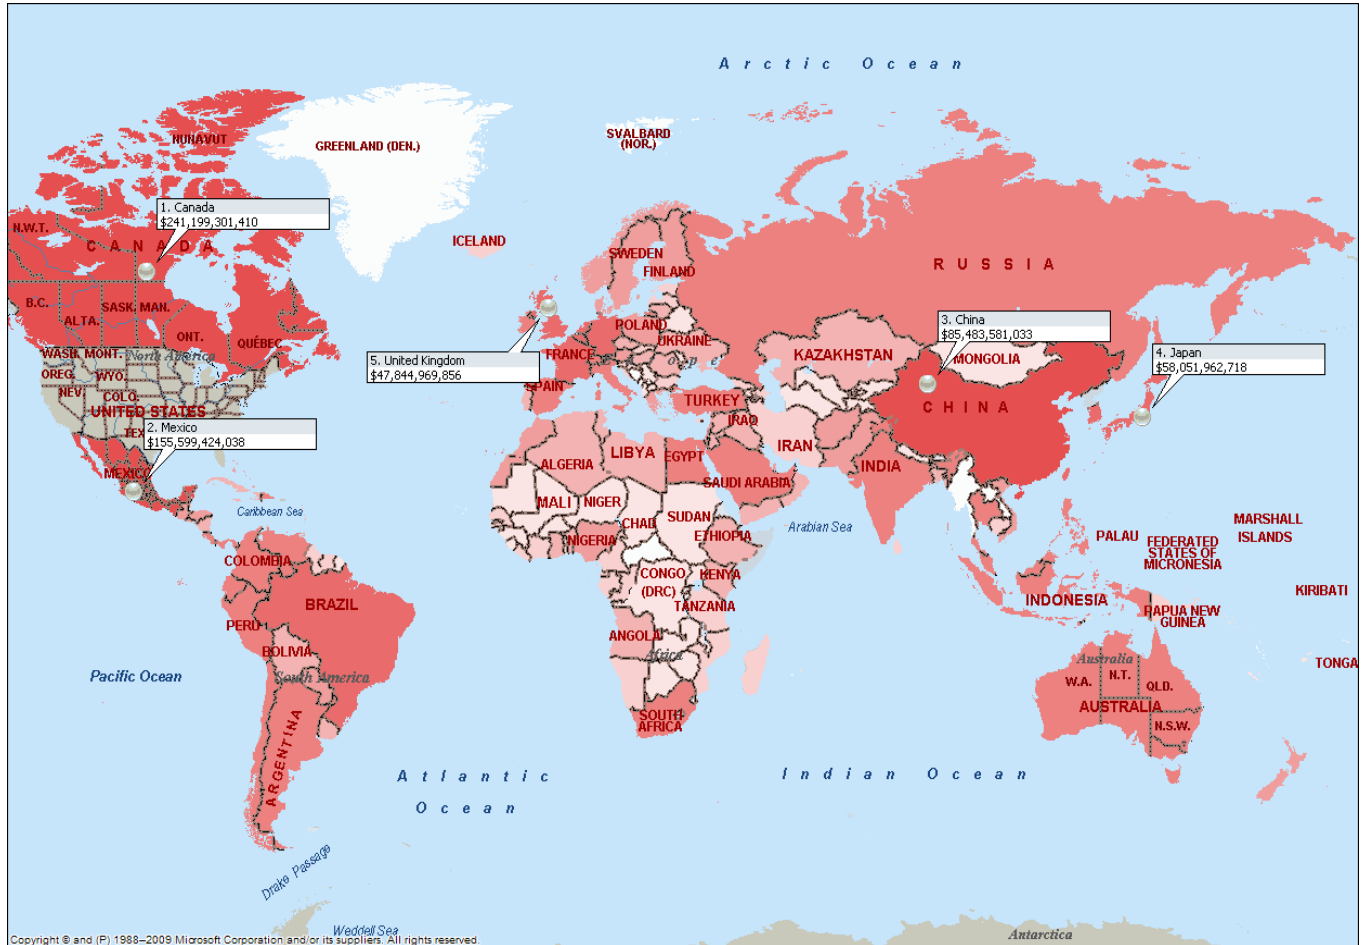 Arctic Ocean
SVALBARD
(NOR.)
GREENLAND (DEN.)
NUNAVUT
1. Canada
$241,199,301,410
N.W.T.
CANADA
ICELAND
SWEDEN
FINLAND
RUSSIA
B.C.
ALTA.
SASK.
MAN.
ONT.
QUÉBEC
3. China
$85,483,581,033
POLAND
UKRAINE
4. Japan
$58,051,962,718
WASH.
MONT.
North America
5. United Kingdom
$47,844,969,856
FRANCE
KAZAKHSTAN
MONGOLIA
OREG.
WYO.
NEV.
COLO.
SPAIN
TURKEY
CHINA
UNITED STATES
TEX
2. Mexico
$155,599,424,038
IRAQ
IRAN
MEXICO
ALGERIA
LIBYA
EGYPT
SAUDI ARABIA
INDIA
Caribbean Sea
MALI
NIGER
CHAD
SUDAN
Arabian Sea
MARSHALL
ISLANDS
PALAU
FEDERATED
STATES OF
MICRONESIA
NIGERIA
ETHIOPIA
COLOMBIA
CONGO
(DRC)
KENYA
KIRIBATI
BRAZIL
TANZANIA
INDONESIA
PAPUA NEW
GUINEA
PERU
ANGOLA
BOLIVIA
Africa
Australia
TONGA
Pacific Ocean
South America
W.A.
N.T.
QLD.
AUSTRALIA
N.S.W.
SOUTH
AFRICA
ARGENTINA
Atlantic
Ocean
Indian Ocean
Drake Passage
Weddell Sea
Antarctica
Copyright © and (P) 1988–2009 Microsoft Corporation and/or its suppliers. All rights reserved.